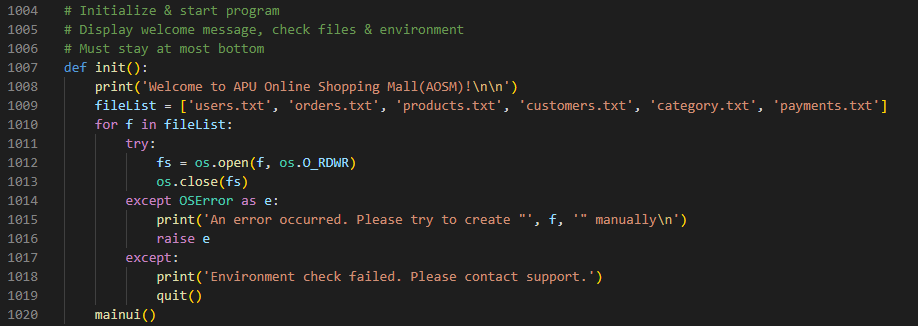 1004 # Initialize & start program
1005 # Display welcome message, check files & environment
1006 # Must stay at most bottom
1007 def init():
1008     print('Welcome to APU Online Shopping Mall(AOSM)!\n\n')
1009     fileList = ['users.txt', 'orders.txt', 'products.txt', 'customers.txt', 'category.txt', 'payments.txt']
1010     for f in fileList:
1011         try:
1012             fs = os.open(f, os.O_RDWR)
1013             os.close(fs)
1014         except OSError as e:
1015             print('An error occurred. Please try to create "', f, '" manually\n')
1016             raise e
1017         except:
1018             print('Environment check failed. Please contact support.')
1019             quit()
1020     mainui()